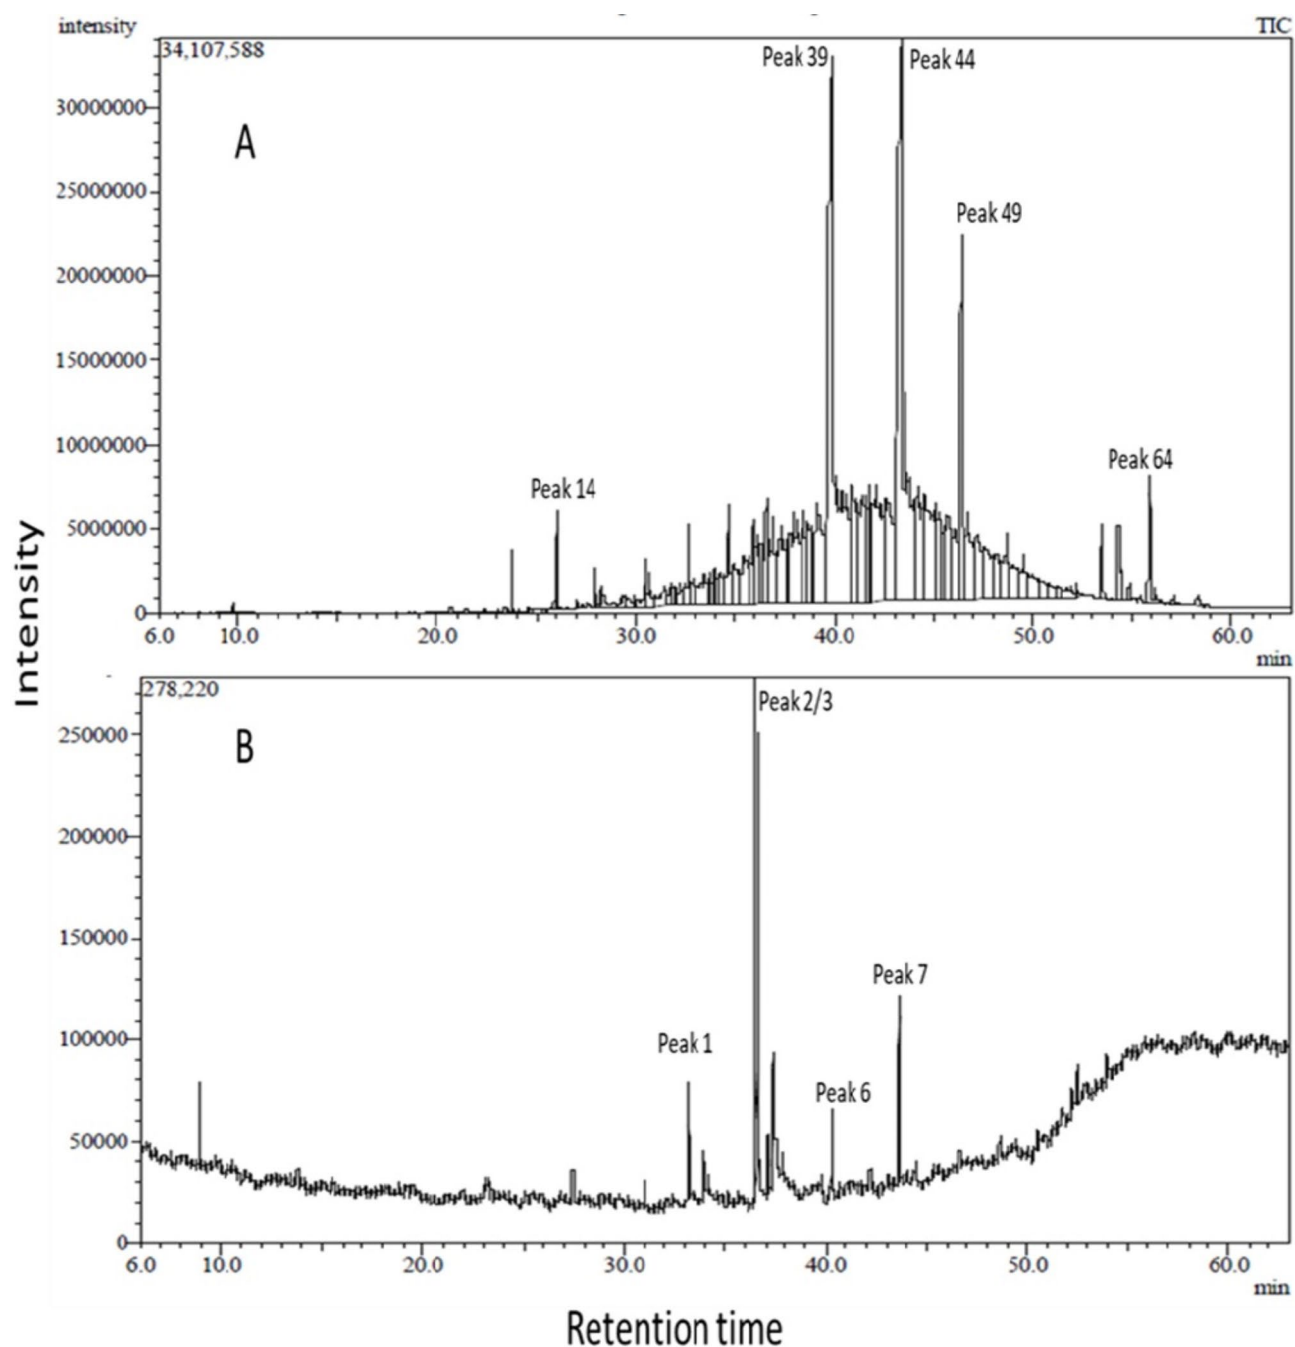 intensity
TIC
34,107,588
Peak 39
Peak 44
30000000
A
25000000
Peak 49
20000000
15000000
10000000
Peak 64
Peak 14
5000000
0
6.0 10.0 20.0 30.0 40.0 50.0 60.0
min
Intensity
278,220
Peak 2/3
250000
B
200000
150000
Peak 7
100000
Peak 1
Peak 6
50000
0
6.0 10.0 20.0 30.0 40.0 50.0 60.0
min
Retention time